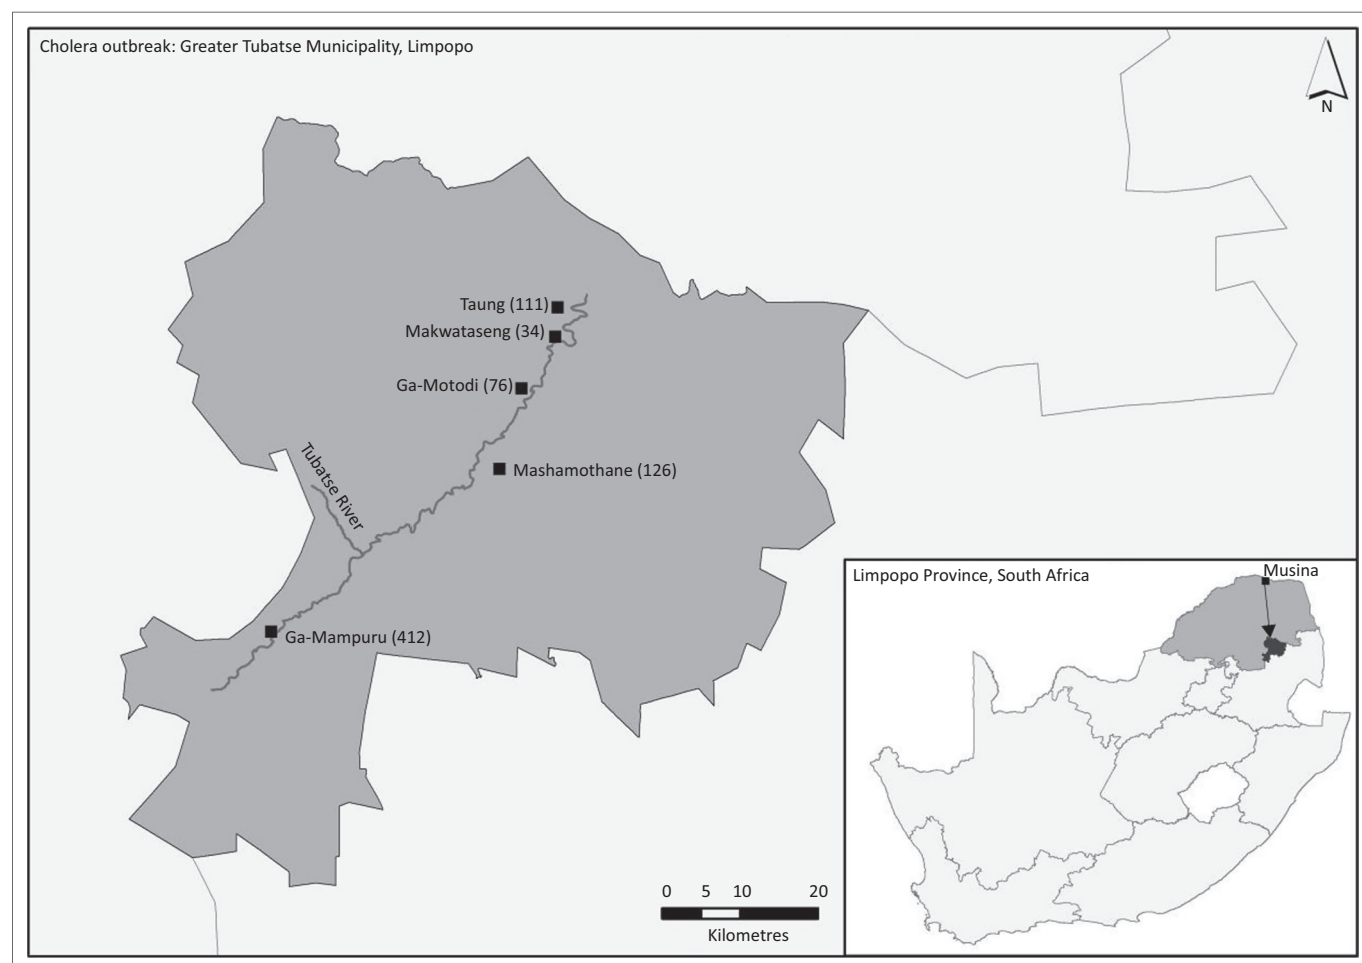 Cholera outbreak: Greater Tubatse Municipality, Limpopo
N
Taung (111)
Makwataseng (34)
Ga-Motodi (76)
Tubatse River
Mashamothane (126)
Ga-Mampuru (412)
0 5 10 20
Kilometres
Limpopo Province, South Africa
Musina